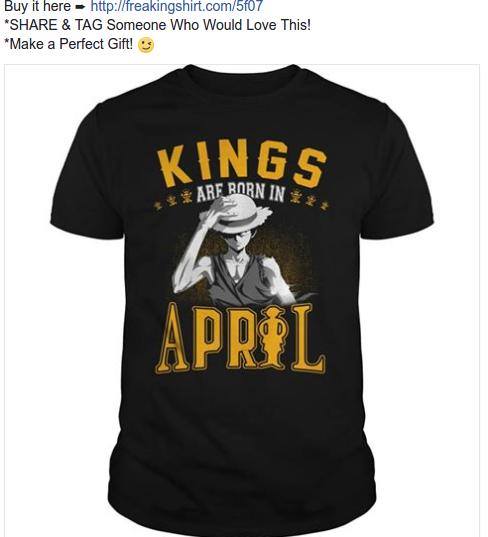 Buy it here ➨ http://freakingshirt.com/5f07
*SHARE & TAG Someone Who Would Love This!
*Make a Perfect Gift! 😉
KINGS
ARE BORN IN
APRIL